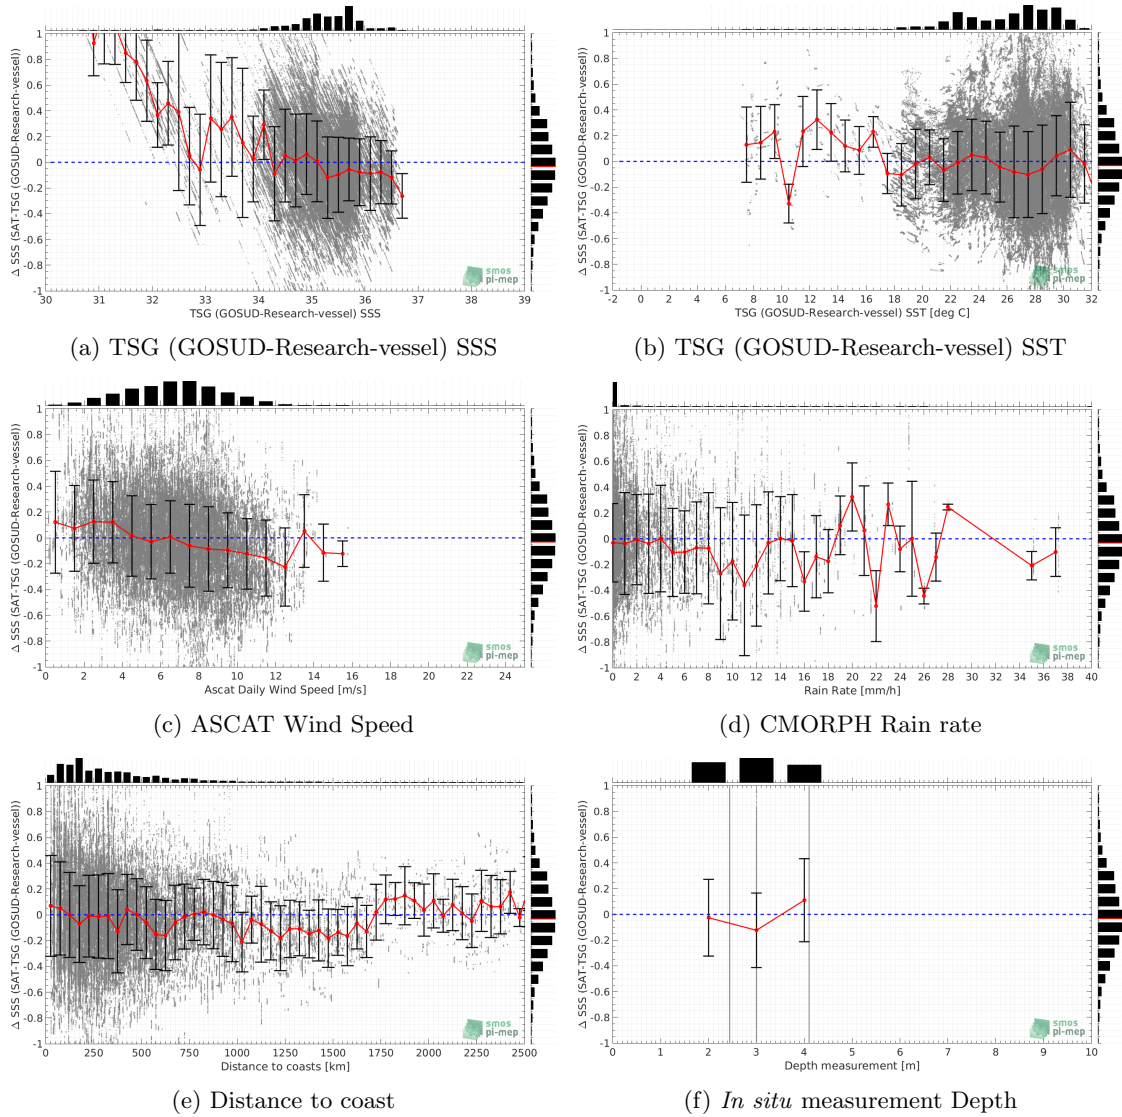 Δ SSS (SAT-TSG (GOSUD-Research-vessel))
1
0.8
0.6
0.4
0.2
0
-0.2
-0.4
-0.6
-0.8
-1
30 31 32 33 34 35 36 37 38 39
TSG (GOSUD-Research-vessel) SSS
smos
pi-mep
(a) TSG (GOSUD-Research-vessel) SSS
Δ SSS (SAT-TSG (GOSUD-Research-vessel))
1
0.8
0.6
0.4
0.2
0
-0.2
-0.4
-0.6
-0.8
-1
-2 0 2 4 6 8 10 12 14 16 18 20 22 24 26 28 30 32
TSG (GOSUD-Research-vessel) SST [deg C]
smos
pi-mep
(b) TSG (GOSUD-Research-vessel) SST
Δ SSS (SAT-TSG (GOSUD-Research-vessel))
1
0.8
0.6
0.4
0.2
0
-0.2
-0.4
-0.6
-0.8
-1
0 2 4 6 8 10 12 14 16 18 20 22 24
Ascat Daily Wind Speed [m/s]
smos
pi-mep
(c) ASCAT Wind Speed
Δ SSS (SAT-TSG (GOSUD-Research-vessel))
1
0.8
0.6
0.4
0.2
0
-0.2
-0.4
-0.6
-0.8
-1
0 2 4 6 8 10 12 14 16 18 20 22 24 26 28 30 32 34 36 38 40
Rain Rate [mm/h]
smos
pi-mep
(d) CMORPH Rain rate
Δ SSS (SAT-TSG (GOSUD-Research-vessel))
1
0.8
0.6
0.4
0.2
0
-0.2
-0.4
-0.6
-0.8
-1
0 250 500 750 1000 1250 1500 1750 2000 2250 2500
Distance to coasts [km]
smos
pi-mep
(e) Distance to coast
Δ SSS (SAT-TSG (GOSUD-Research-vessel))
1
0.8
0.6
0.4
0.2
0
-0.2
-0.4
-0.6
-0.8
-1
0 1 2 3 4 5 6 7 8 9 10
Depth measurement [m]
smos
pi-mep
(f) In situ measurement Depth